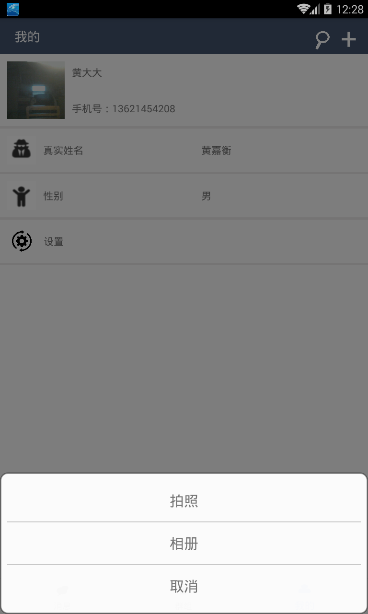 12:28
我的
黄大大
手机号：13621454208
真实姓名 黄嘉衡
性别 男
设置
拍照
相册
取消